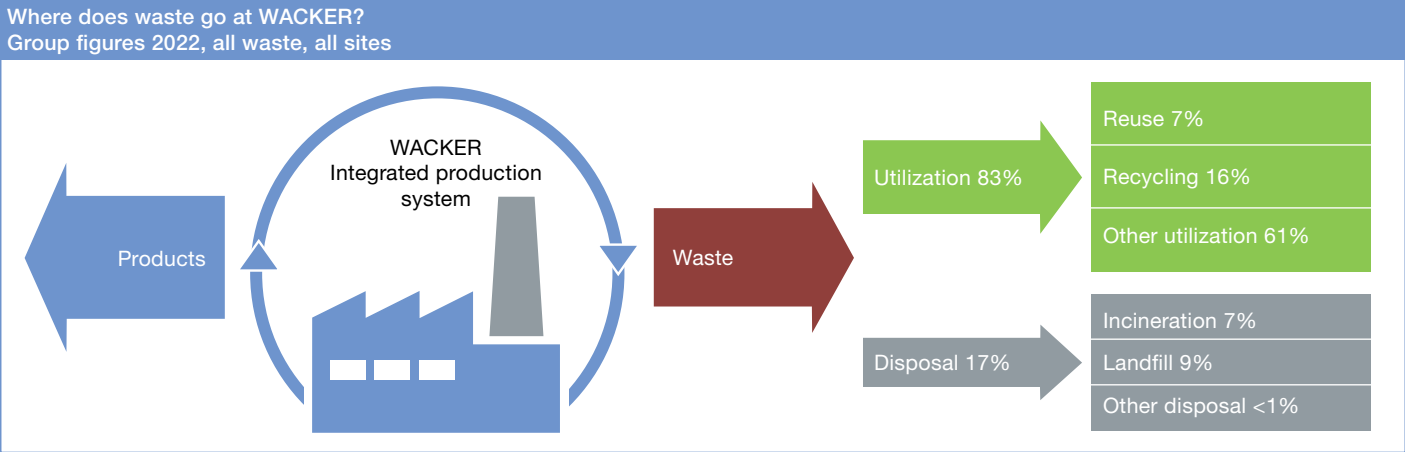 Where does waste go at WACKER?
Group figures 2022, all waste, all sites
WACKER
Integrated production
system
Products
Waste
Utilization 83%
Reuse 7%
Recycling 16%
Other utilization 61%
Disposal 17%
Incineration 7%
Landfill 9%
Other disposal <1%